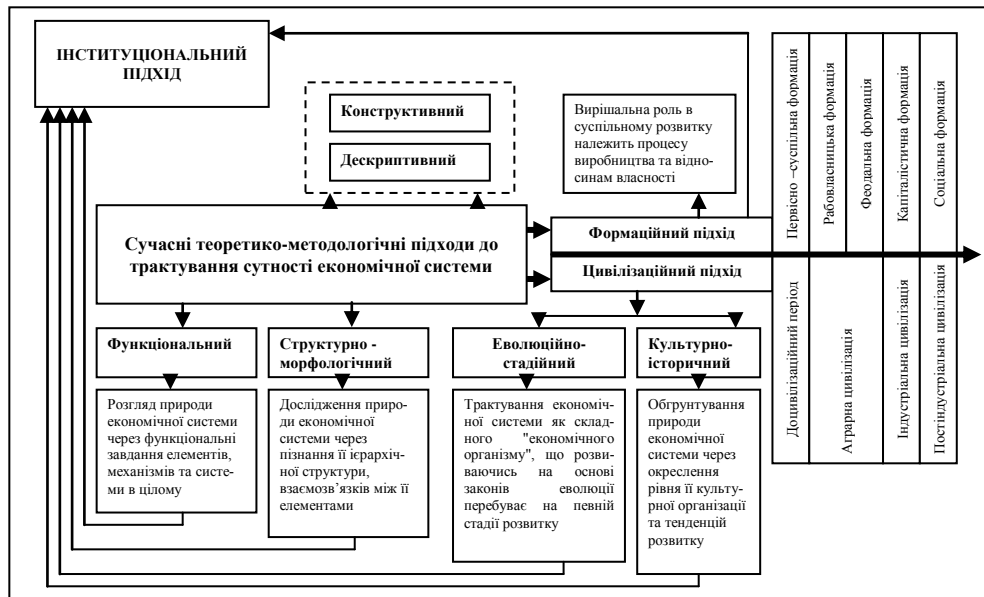 ІНСТИТУЦІОНАЛЬНИЙ
ПІДХІД
Конструктивний
Дескриптивний
Вирішальна роль в
суспільному розвитку
належить процесу
виробництва та відно-
синам власності
Первісно –суспільна формація
Рабовласницька формація
Феодальна формація
Капіталістична формація
Соціальна формація
Сучасні теоретико-методологічні підходи до
трактування сутності економічної системи
Формаційний підхід
Цивілізаційний підхід
Доцивілізаційний період
Аграрна цивілізація
Індустріальна цивілізація
Постіндустріальна цивілізація
Функціональний
Структурно -
морфологічний
Еволюційно-
стадійний
Культурно-
історичний
Розгляд природи
економічної системи
через функціональні
завдання елементів,
механізмів та систе-
ми в цілому
Дослідження приро-
ди економічної
системи через
пізнання її ієрархіч-
ної структури,
взаємозв’язків між її
елементами
Трактування економіч-
ної системи як склад-
ного "економічного
організму", що розви-
ваючись на основі
законів еволюції
перебуває на певній
стадії розвитку
Обгрунтування
природи
економічної
системи через
окреслення
рівня її культу-
рної організації
та тенденцій
розвитку